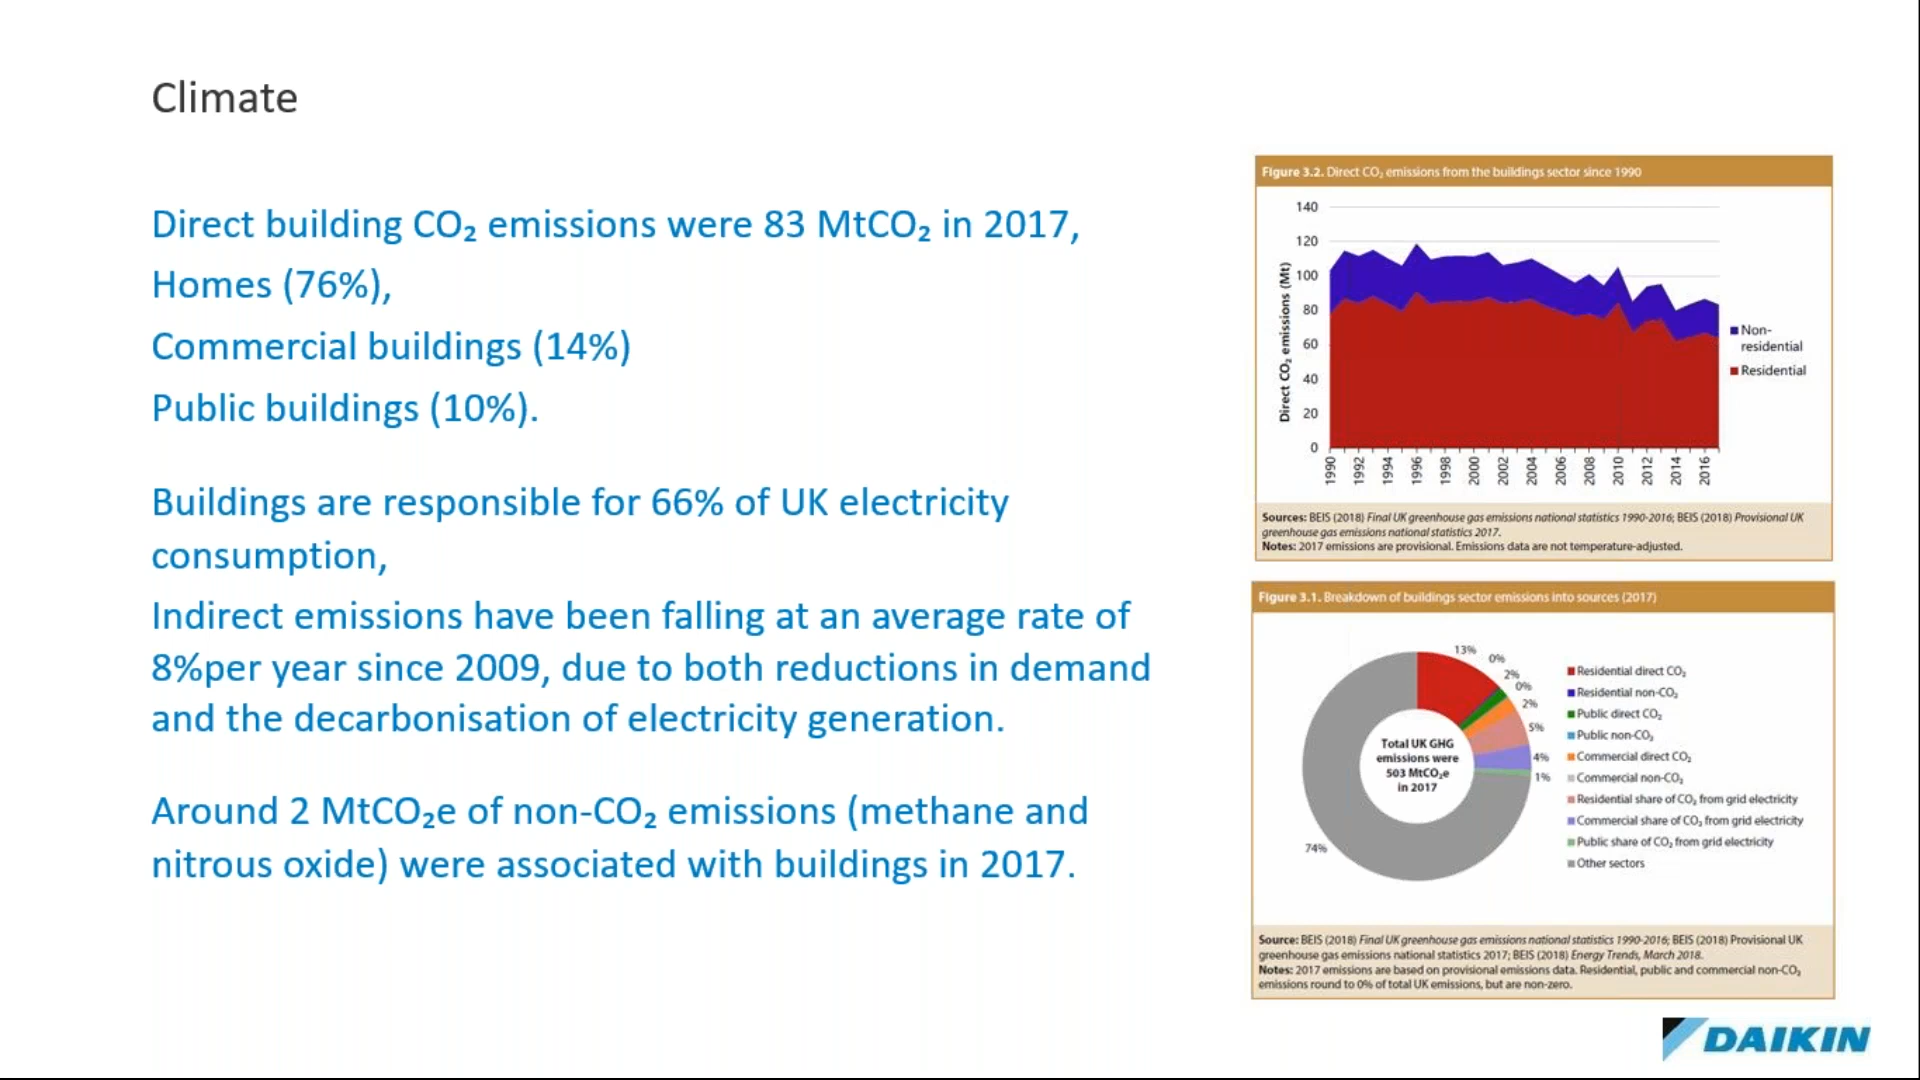 Climate
Direct building CO₂ emissions were 83 MtCO₂ in 2017,
Homes (76%),
Commercial buildings (14%)
Public buildings (10%).
Buildings are responsible for 66% of UK electricity
consumption,
Indirect emissions have been falling at an average rate of
8%per year since 2009, due to both reductions in demand
and the decarbonisation of electricity generation.
Around 2 MtCO₂e of non-CO₂ emissions (methane and
nitrous oxide) were associated with buildings in 2017.
Figure 3.2. Direct CO₂ emissions from the buildings sector since 1990
Direct CO₂ emissions (Mt)
140
120
100
80
60
40
20
0
1990
1992
1994
1996
1998
2000
2002
2004
2006
2008
2010
2012
2014
2016
Non-
residential
Residential
Sources: BEIS (2018) Final UK greenhouse gas emissions national statistics 1990-2016; BEIS (2018) Provisional UK
greenhouse gas emissions national statistics 2017.
Notes: 2017 emissions are provisional. Emissions data are not temperature-adjusted.
Figure 3.1. Breakdown of buildings sector emissions into sources (2017)
13%
0%
2%
0%
2%
5%
4%
1%
74%
Total UK GHG
emissions were
503 MtCO₂e
in 2017
Residential direct CO₂
Residential non-CO₂
Public direct CO₂
Public non-CO₂
Commercial direct CO₂
Commercial non-CO₂
Residential share of CO₂ from grid electricity
Commercial share of CO₂ from grid electricity
Public share of CO₂ from grid electricity
Other sectors
Source: BEIS (2018) Final UK greenhouse gas emissions national statistics 1990-2016; BEIS (2018) Provisional UK
greenhouse gas emissions national statistics 2017; BEIS (2018) Energy Trends, March 2018.
Notes: 2017 emissions are based on provisional emissions data. Residential, public and commercial non-CO₂
emissions round to 0% of total UK emissions, but are non-zero.
DAIKIN